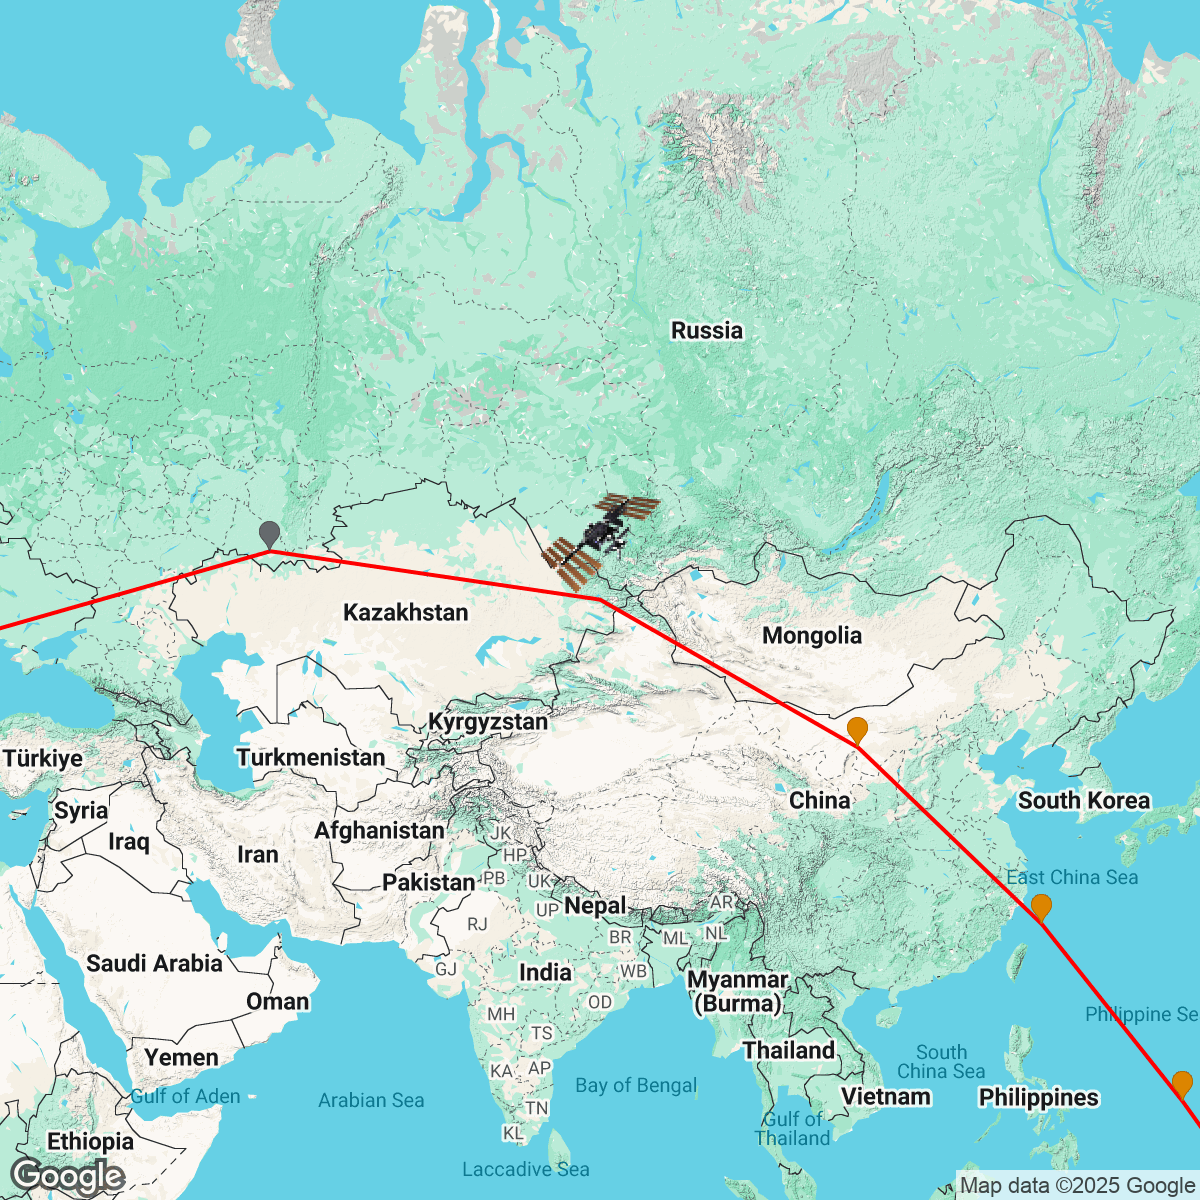 Russia
Kazakhstan
Mongolia
Kyrgyzstan
Türkiye
Turkmenistan
China
South Korea
Syria
Afghanistan
JK
Iraq
Iran
HP
Pakistan
PB
UK
East China Sea
Nepal
AR
UP
RJ
BR
ML
NL
Saudi Arabia
GJ
India
WB
Myanmar
(Burma)
Oman
OD
MH
Philippine Se
TS
Yemen
Thailand
South
China Sea
KA
AP
Gulf of Aden
Arabian Sea
Bay of Bengal
Vietnam
Philippines
TN
Gulf of
Thailand
KL
Ethiopia
Laccadive Sea
Google
Map data ©2025 Google